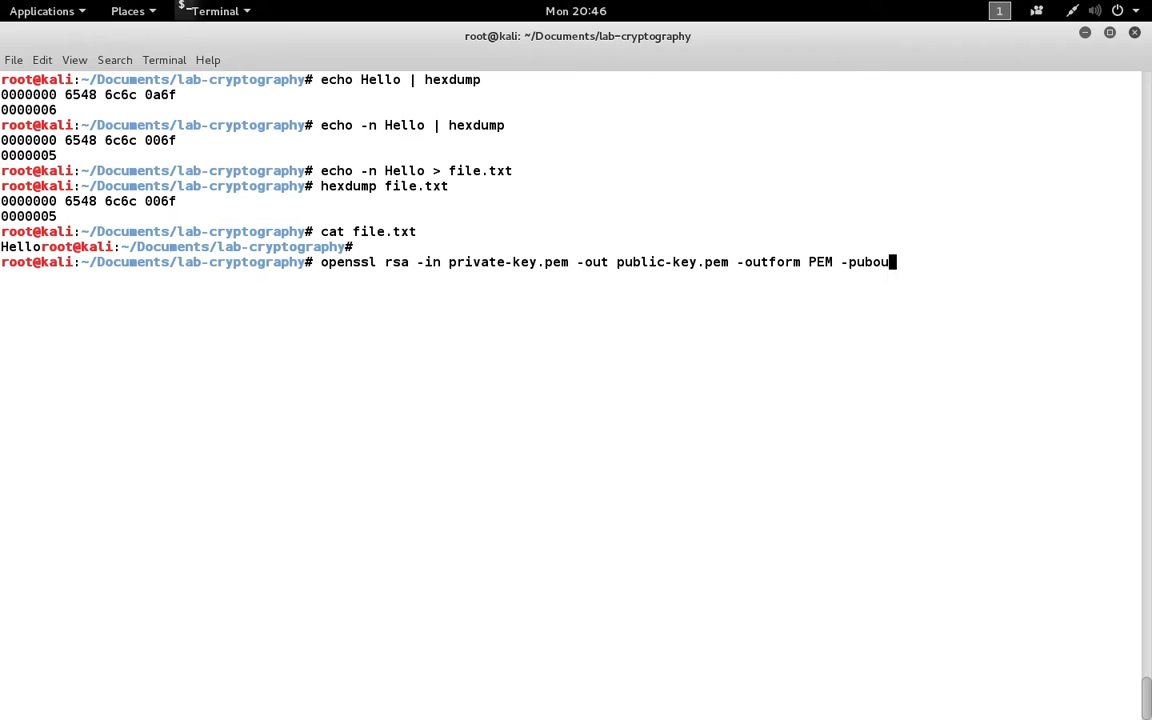 Applications Places Terminal Mon 20:46 1
root@kali: ~/Documents/lab-cryptography
File Edit View Search Terminal Help
root@kali:~/Documents/lab-cryptography# echo Hello | hexdump
0000000 6548 6c6c 0a6f
0000006
root@kali:~/Documents/lab-cryptography# echo -n Hello | hexdump
0000000 6548 6c6c 006f
0000005
root@kali:~/Documents/lab-cryptography# echo -n Hello > file.txt
root@kali:~/Documents/lab-cryptography# hexdump file.txt
0000000 6548 6c6c 006f
0000005
root@kali:~/Documents/lab-cryptography# cat file.txt
Helloroot@kali:~/Documents/lab-cryptography#
root@kali:~/Documents/lab-cryptography# openssl rsa -in private-key.pem -out public-key.pem -outform PEM -pubou